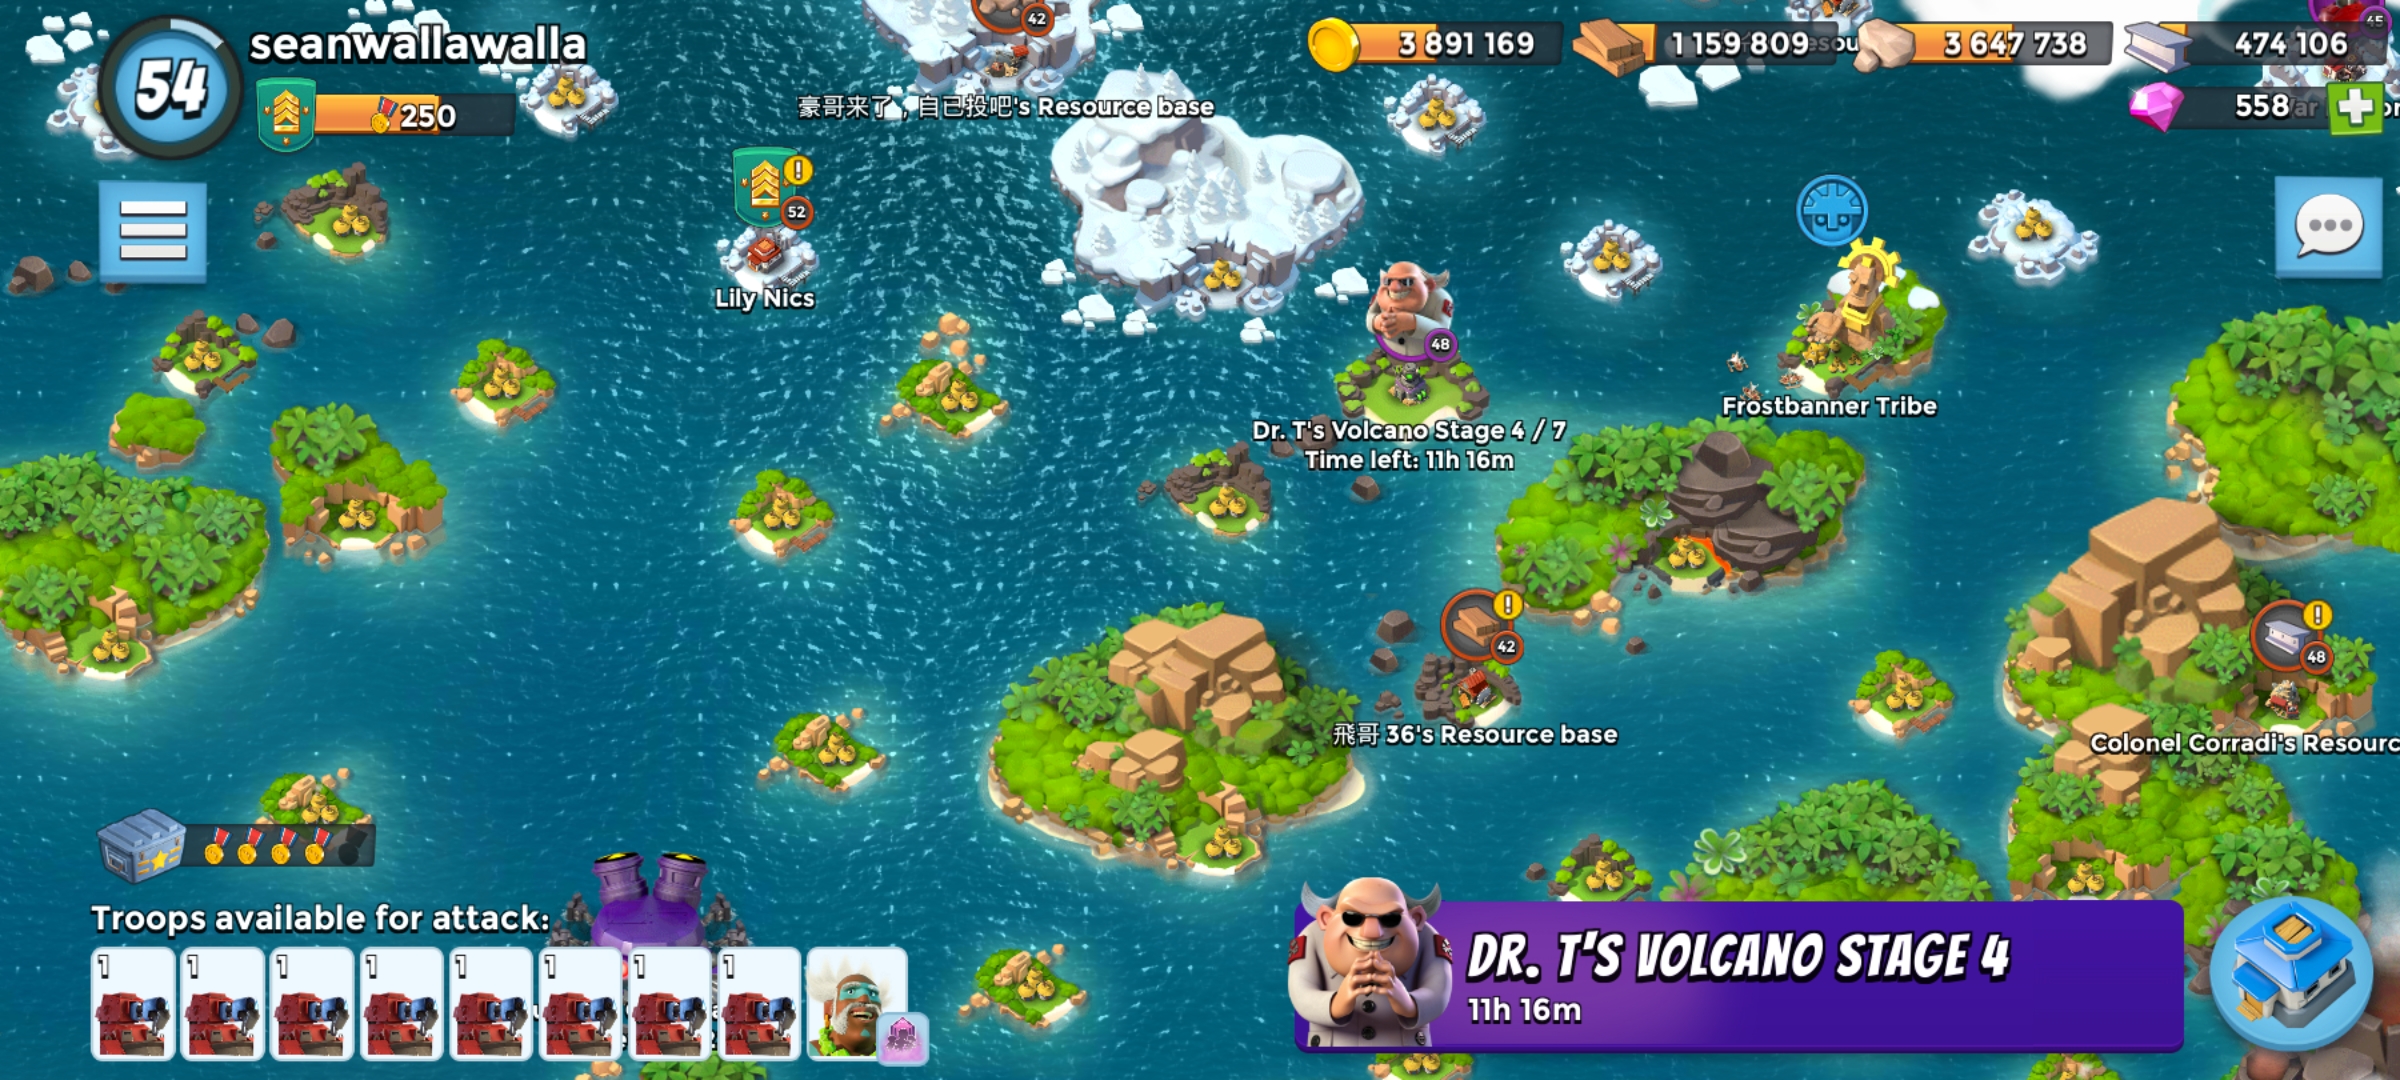 54
seanwallawalla
250
42
豪哥来了，自已投吧's Resource base
3 891 169
1 159 809
3 647 738
474 106
45
558
52
Lily Nics
48
Dr. T's Volcano Stage 4 / 7
Time left: 11h 16m
Frostbanner Tribe
42
飛哥 36's Resource base
48
Colonel Corradi's Resourc
Troops available for attack:
1 1 1 1 1 1 1 1
DR. T'S VOLCANO STAGE 4
11h 16m